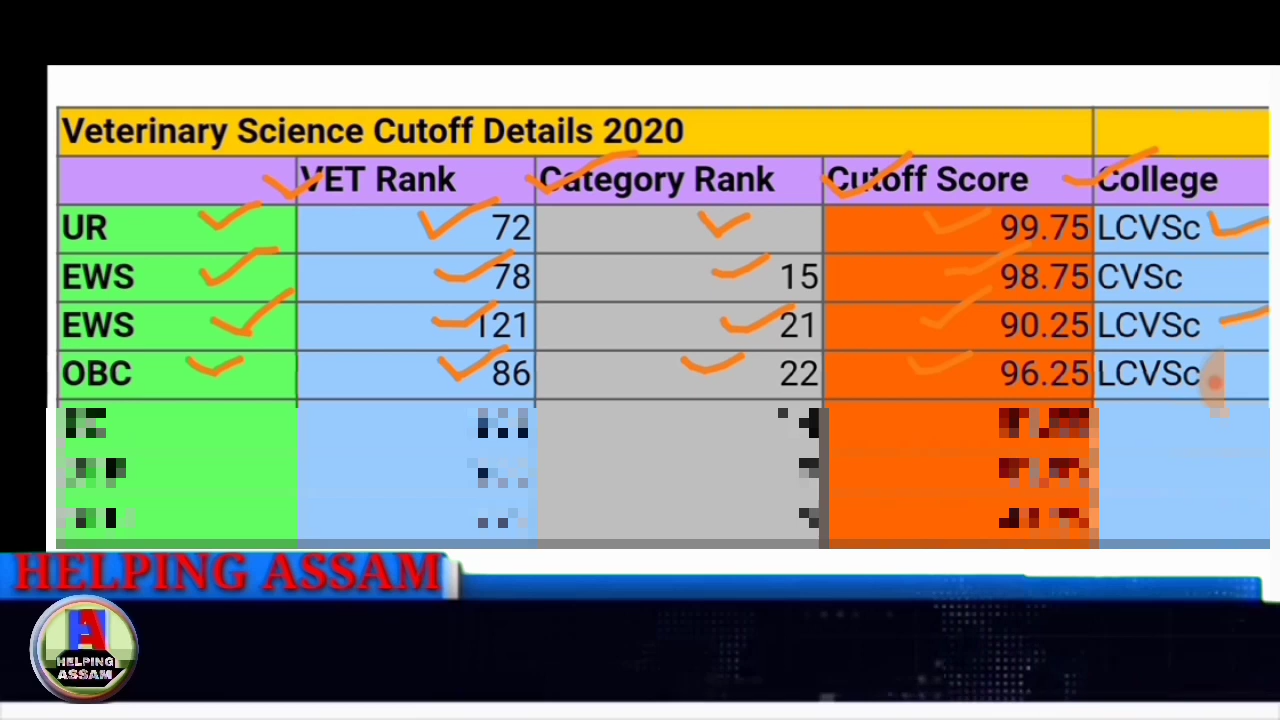 Veterinary Science Cutoff Details 2020
VET Rank Category Rank Cutoff Score College
UR 72 99.75 LCVSc
EWS 78 15 98.75 CVSc
EWS 121 21 90.25 LCVSc
OBC 86 22 96.25 LCVSc
HELPING ASSAM
HELPING
ASSAM